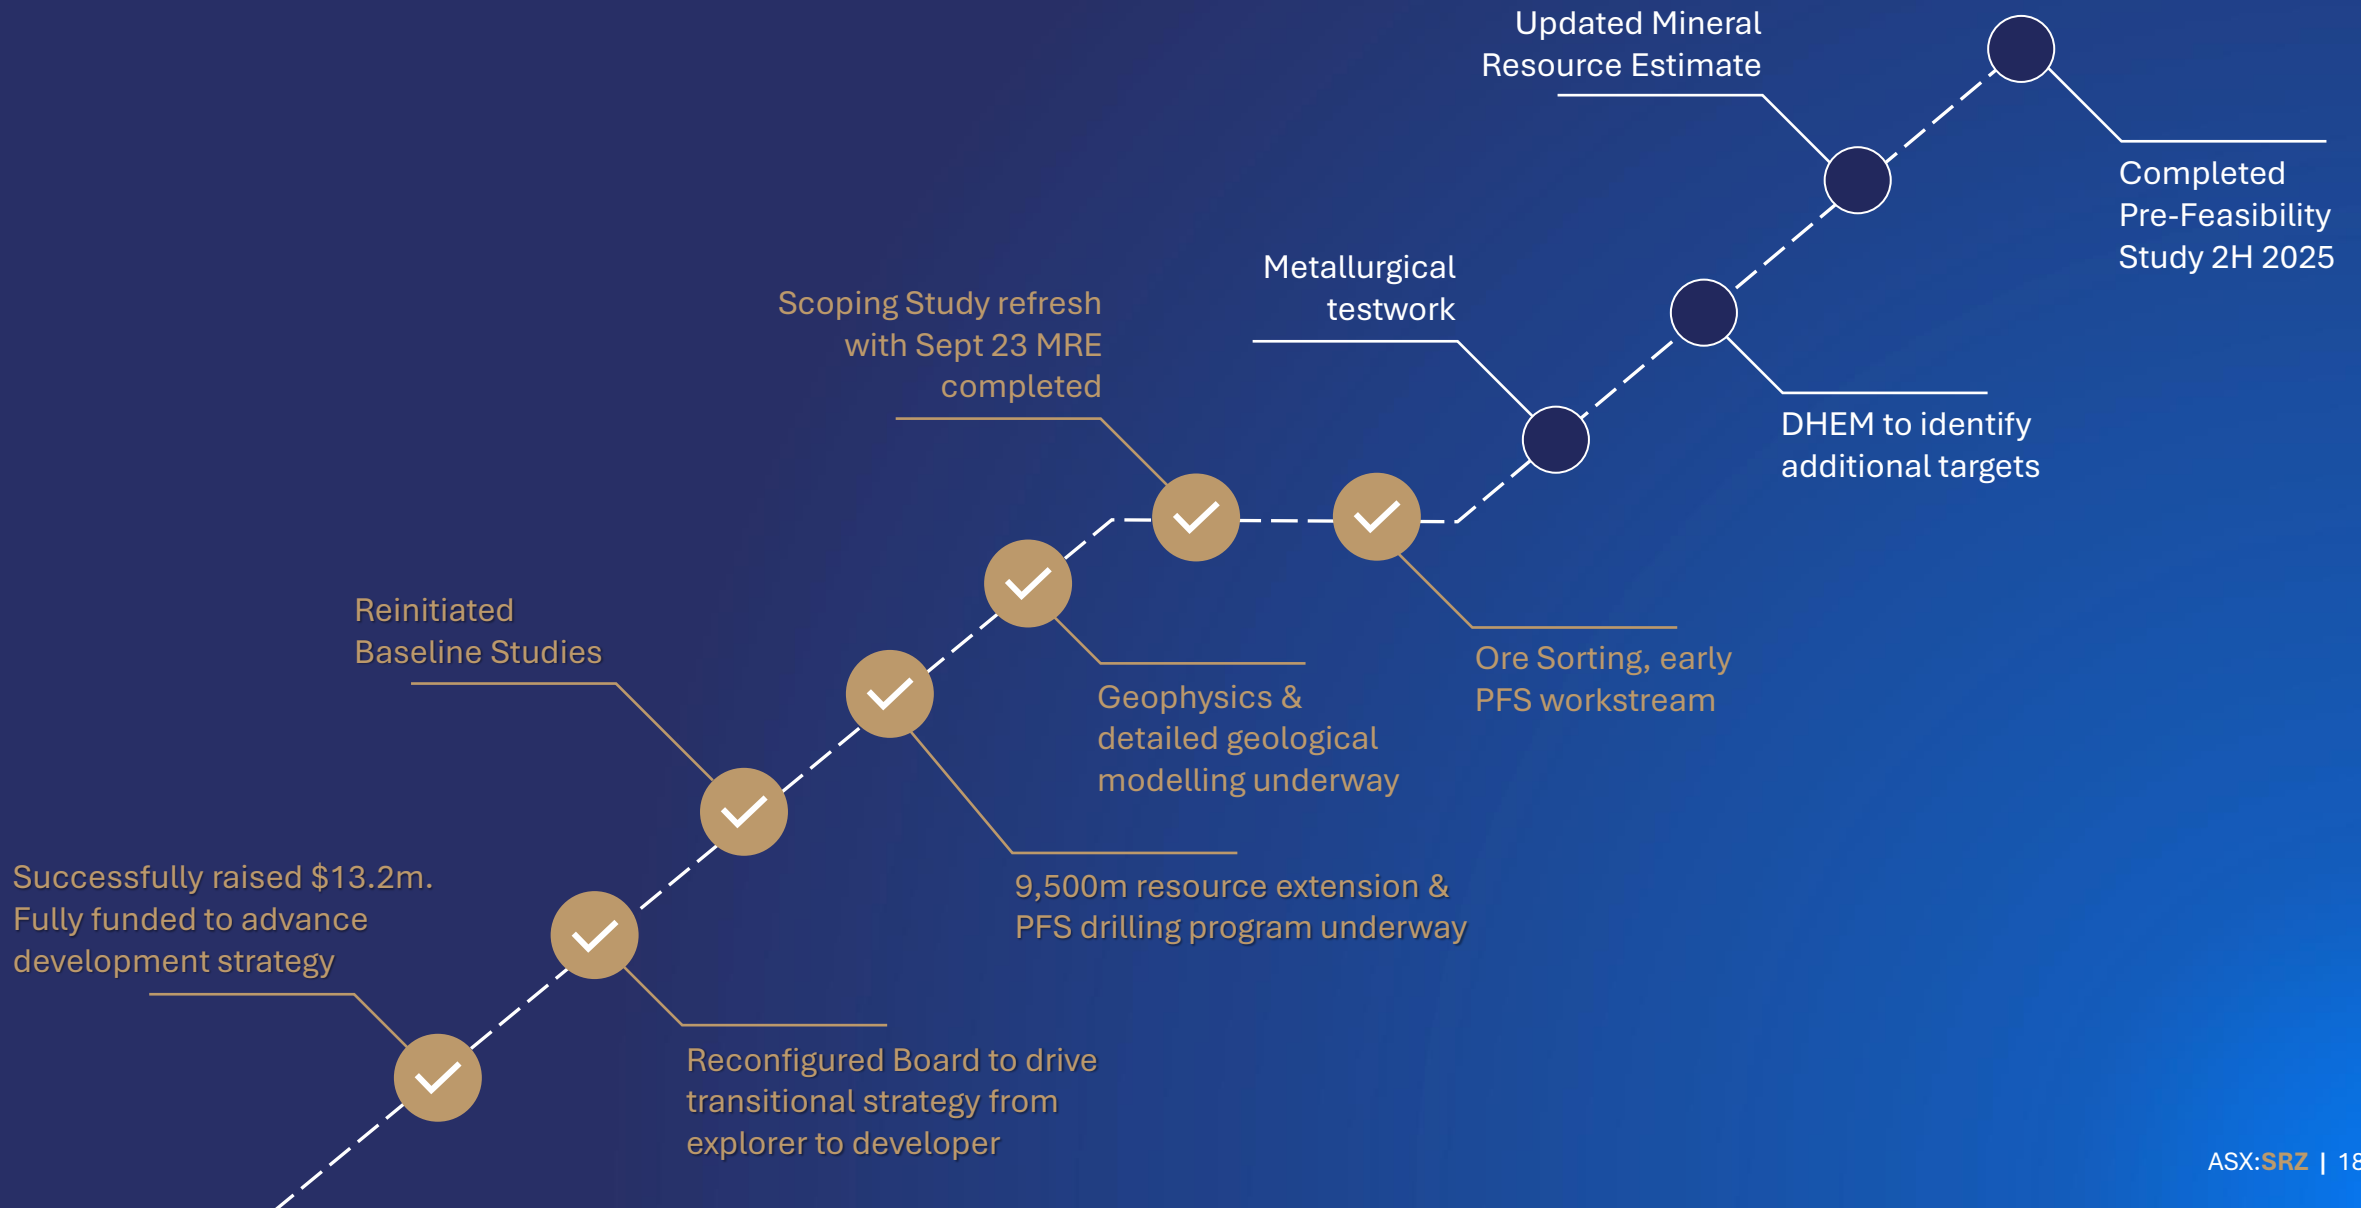 Updated Mineral
Resource Estimate
Completed
Pre-Feasibility
Study 2H 2025
Metallurgical
testwork
DHEM to identify
additional targets
Scoping Study refresh
with Sept 23 MRE
completed
Ore Sorting, early
PFS workstream
Reinitiated
Baseline Studies
Geophysics &
detailed geological
modelling underway
9,500m resource extension &
PFS drilling program underway
Successfully raised $13.2m.
Fully funded to advance
development strategy
Reconfigured Board to drive
transitional strategy from
explorer to developer
ASX:SRZ | 18